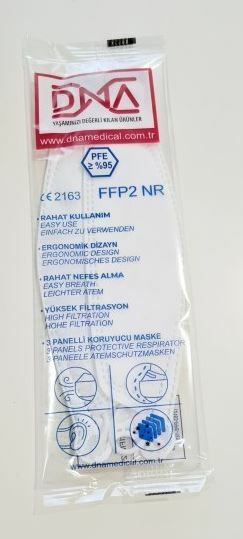 DNA
YAŞAMINIZI DEĞERLİ KILAN ÜRÜNLER
www.dnamedical.com.tr
PFE
≥ %95
CE 2163 FFP2 NR
• RAHAT KULLANIM
EASY USE
EINFACH ZU VERWENDEN
• ERGONOMİK DİZAYN
ERGONOMIC DESIGN
ERGONOMISCHES DESIGN
• RAHAT NEFES ALMA
EASY BREATH
LEICHTER ATEM
• YÜKSEK FİLTRASYON
HIGH FILTRATION
HOHE FILTRATION
• 3 PANELLİ KORUYUCU MASKE
3 PANELS PROTECTIVE RESPIRATOR
3 PANEELE ATEMSCHUTZMASKEN
www.dnamedical.com.tr